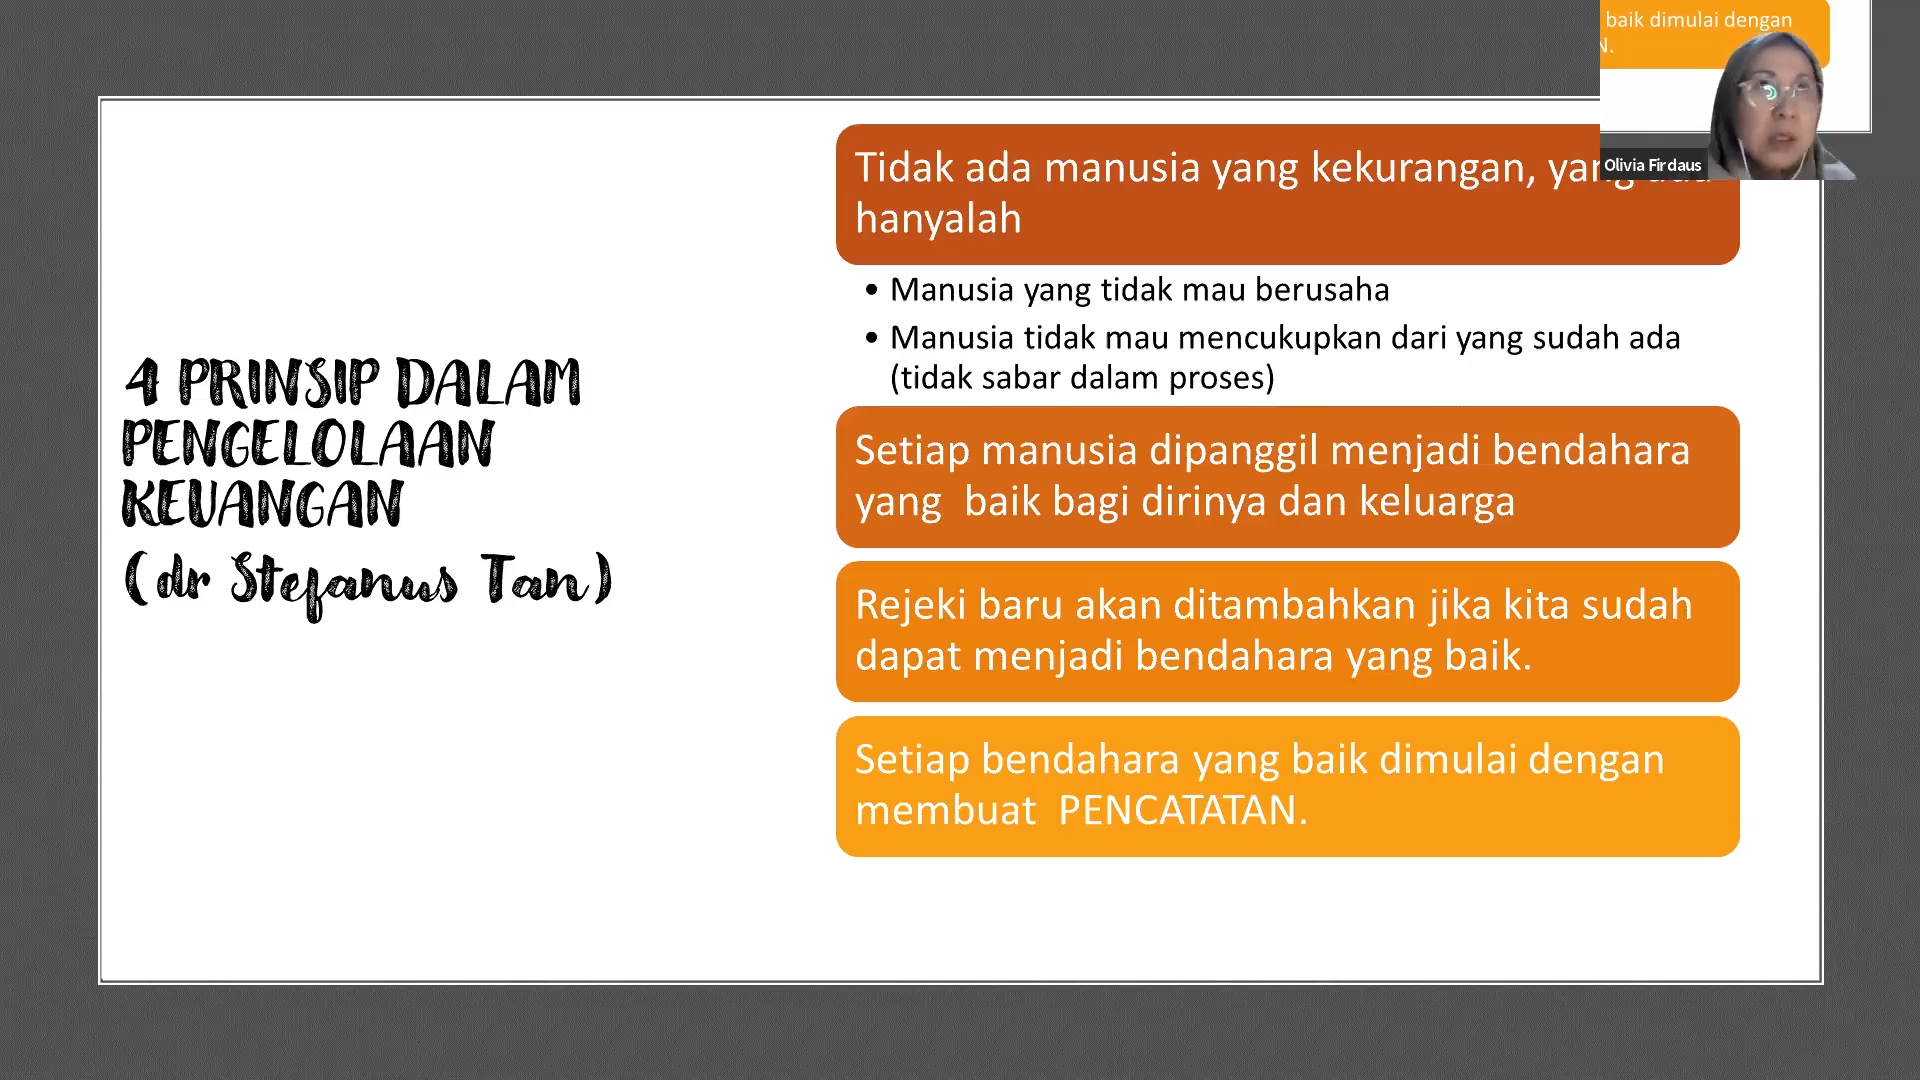 baik dimulai dengan
N.
Olivia Firdaus
4 PRINSIP DALAM
PENGELOLAAN
KEUANGAN
(dr Stefanus Tan)
Tidak ada manusia yang kekurangan,
hanyalah
• Manusia yang tidak mau berusaha
• Manusia tidak mau mencukupkan dari yang sudah ada
(tidak sabar dalam proses)
Setiap manusia dipanggil menjadi bendahara
yang  baik bagi dirinya dan keluarga
Rejeki baru akan ditambahkan jika kita sudah
dapat menjadi bendahara yang baik.
Setiap bendahara yang baik dimulai dengan
membuat  PENCATATAN.